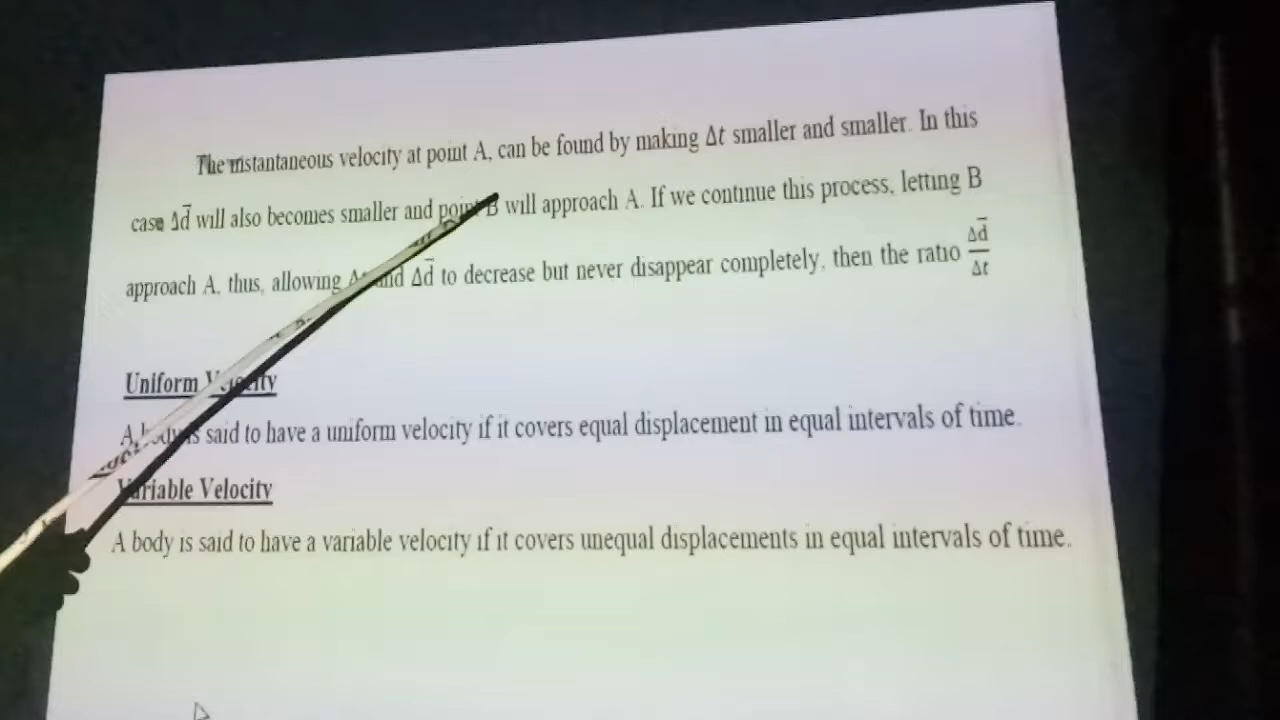 The instantaneous velocity at point A, can be found by making Δt smaller and smaller. In this
case Δd⃗ will also becomes smaller and point B will approach A. If we continue this process, letting B
approach A, thus, allowing Δt and Δd⃗ to decrease but never disappear completely, then the ratio Δd⃗/Δt
Uniform Velocity
A body is said to have a uniform velocity if it covers equal displacement in equal intervals of time.
Variable Velocity
A body is said to have a variable velocity if it covers unequal displacements in equal intervals of time.